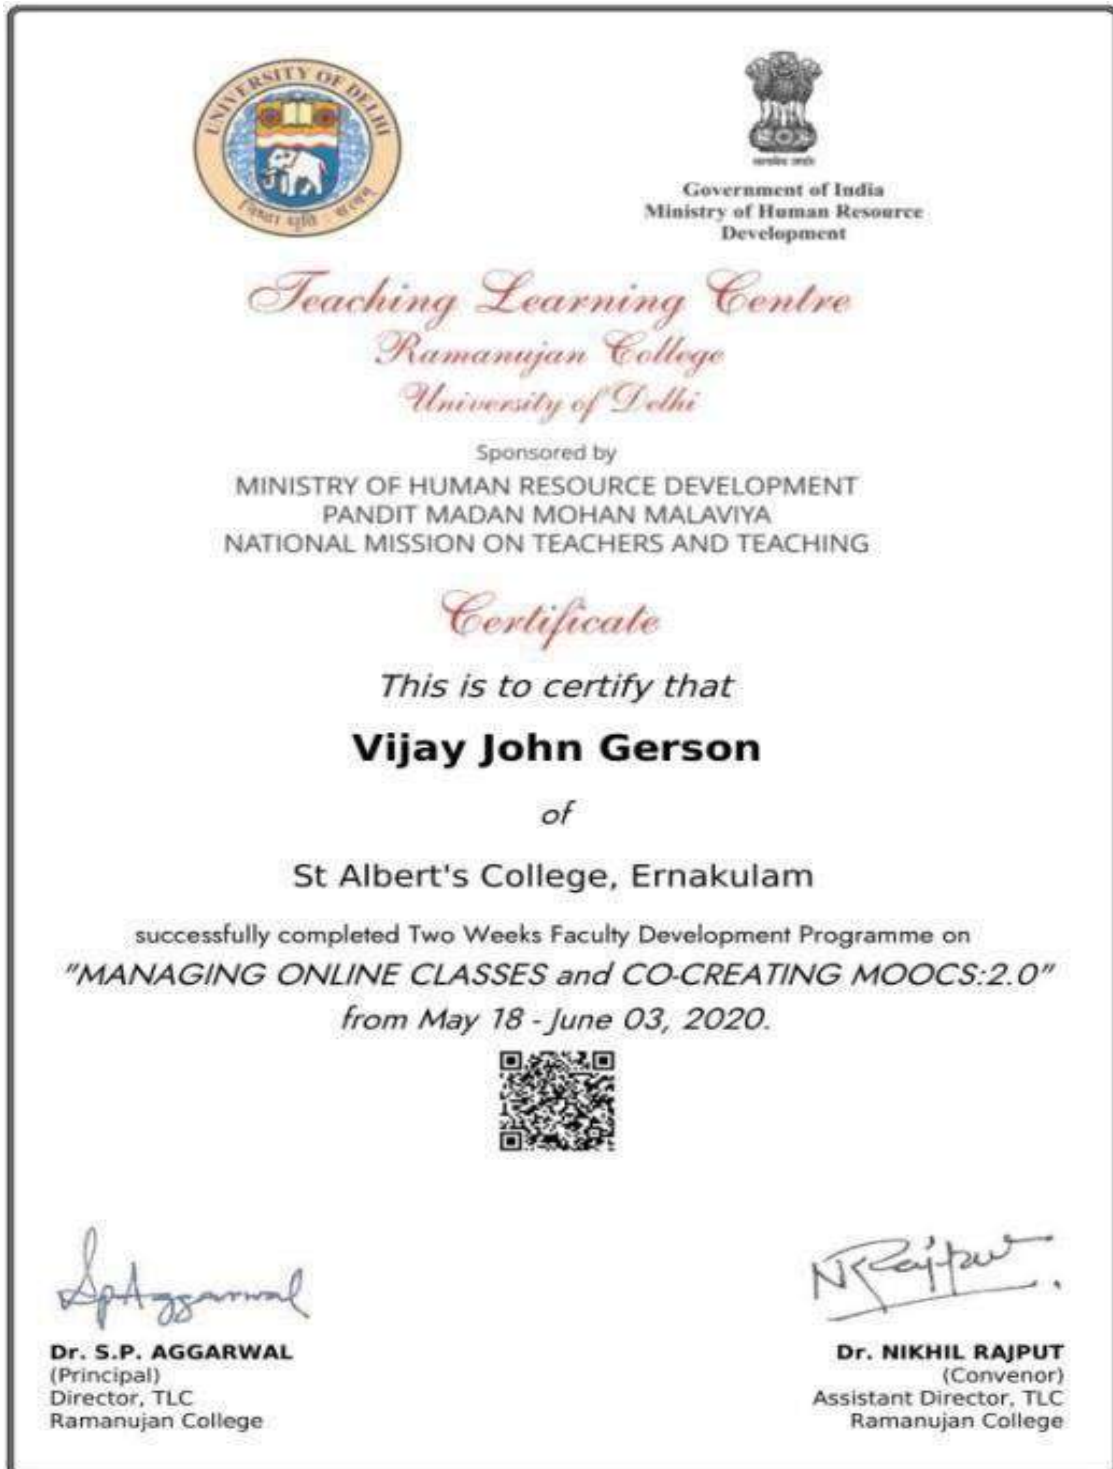 UNIVERSITY OF DELHI
Government of India
Ministry of Human Resource
Development
Teaching Learning Centre
Ramanujan College
University of Delhi
Sponsored by
MINISTRY OF HUMAN RESOURCE DEVELOPMENT
PANDIT MADAN MOHAN MALAVIYA
NATIONAL MISSION ON TEACHERS AND TEACHING
Certificate
This is to certify that
Vijay John Gerson
of
St Albert's College, Ernakulam
successfully completed Two Weeks Faculty Development Programme on
"MANAGING ONLINE CLASSES and CO-CREATING MOOCS:2.0"
from May 18 - June 03, 2020.
SpAggarwal
NRajput
Dr. S.P. AGGARWAL
(Principal)
Director, TLC
Ramanujan College
Dr. NIKHIL RAJPUT
(Convenor)
Assistant Director, TLC
Ramanujan College